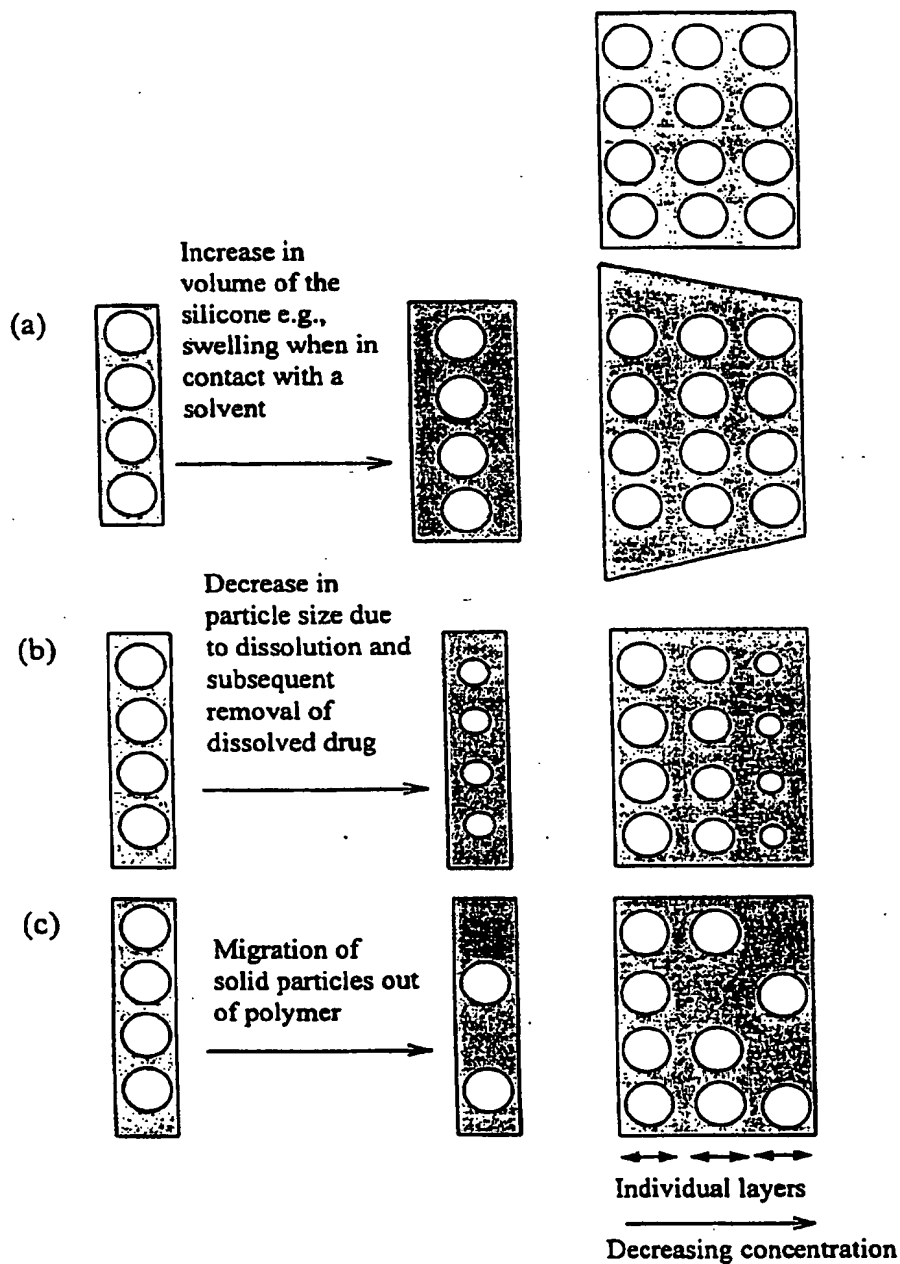 (a)
Increase in
volume of the
silicone e.g.,
swelling when in
contact with a
solvent
(b)
Decrease in
particle size due
to dissolution and
subsequent
removal of
dissolved drug
(c)
Migration of
solid particles out
of polymer
Individual layers
Decreasing concentration